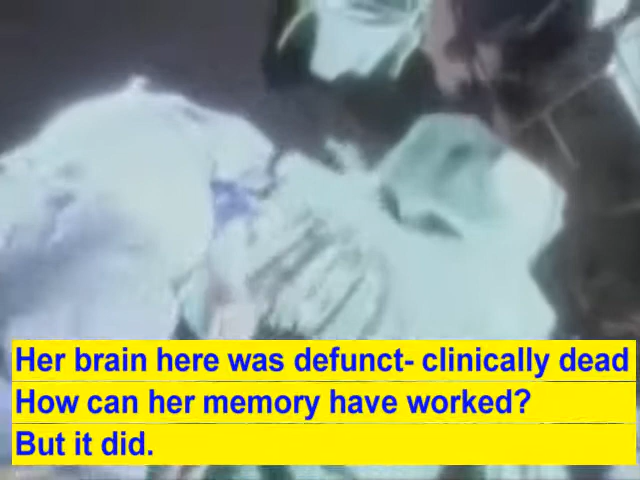 Her brain here was defunct- clinically dead
How can her memory have worked?
But it did.